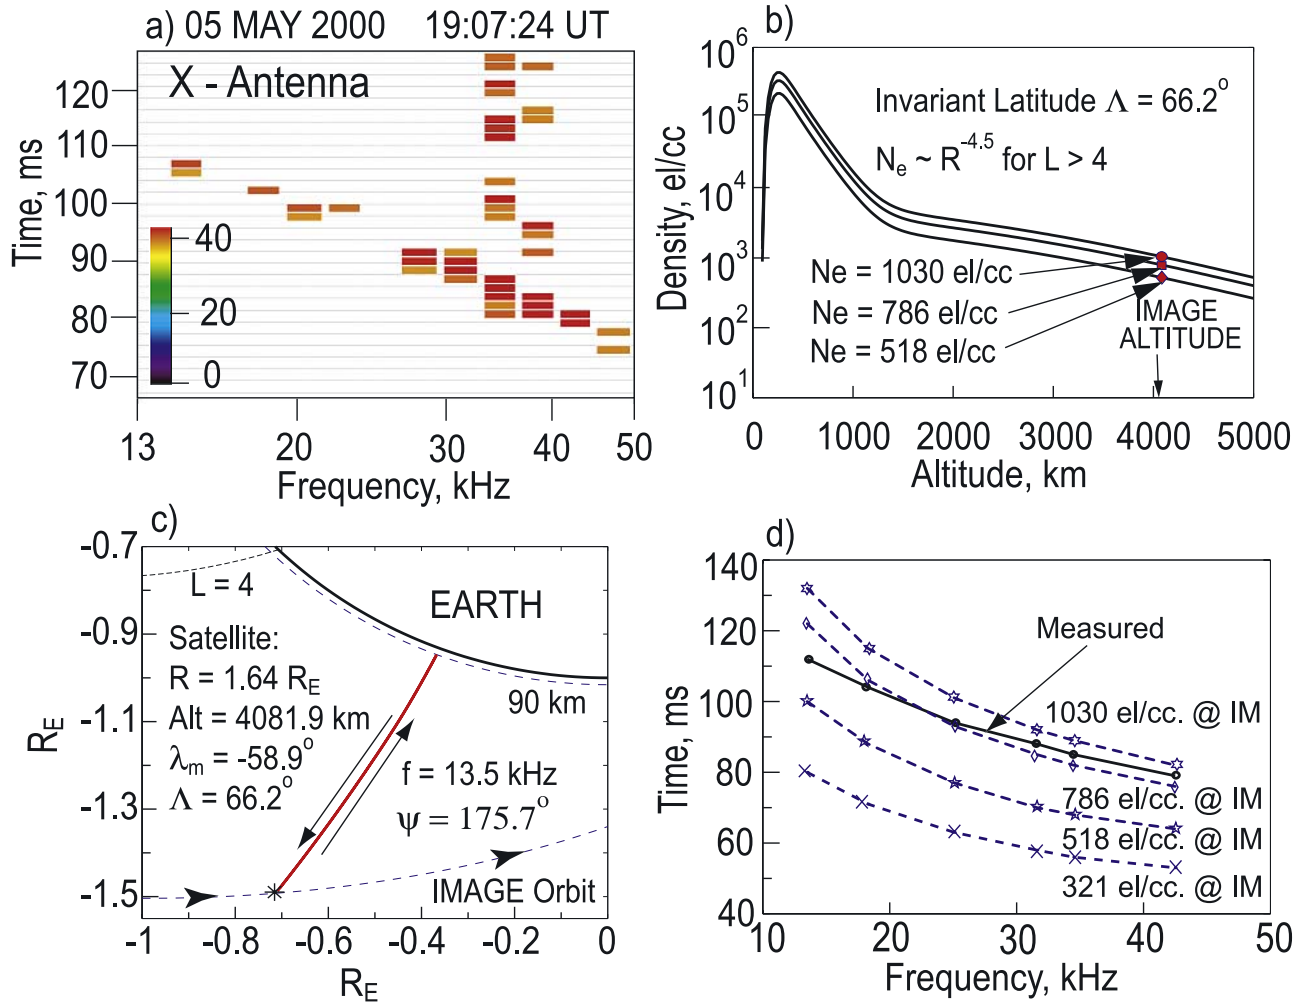 a) 05 MAY 2000 19:07:24 UT
X - Antenna
Time, ms
120
110
100
90
80
70
40
20
0
13 20 30 40 50
Frequency, kHz
b)
Density, el/cc
10^6
10^5
10^4
10^3
10^2
10^1
Invariant Latitude Λ = 66.2°
N_e ~ R^-4.5 for L > 4
Ne = 1030 el/cc
Ne = 786 el/cc
Ne = 518 el/cc
IMAGE
ALTITUDE
0 1000 2000 3000 4000 5000
Altitude, km
c)
R_E
-0.7
-0.9
-1.1
-1.3
-1.5
L = 4
EARTH
90 km
Satellite:
R = 1.64 R_E
Alt = 4081.9 km
λ_m = -58.9°
Λ = 66.2°
f = 13.5 kHz
ψ = 175.7°
IMAGE Orbit
-1 -0.8 -0.6 -0.4 -0.2 0
R_E
d)
Time, ms
140
120
100
80
60
40
Measured
1030 el/cc. @ IM
786 el/cc. @ IM
518 el/cc. @ IM
321 el/cc. @ IM
10 20 30 40 50
Frequency, kHz